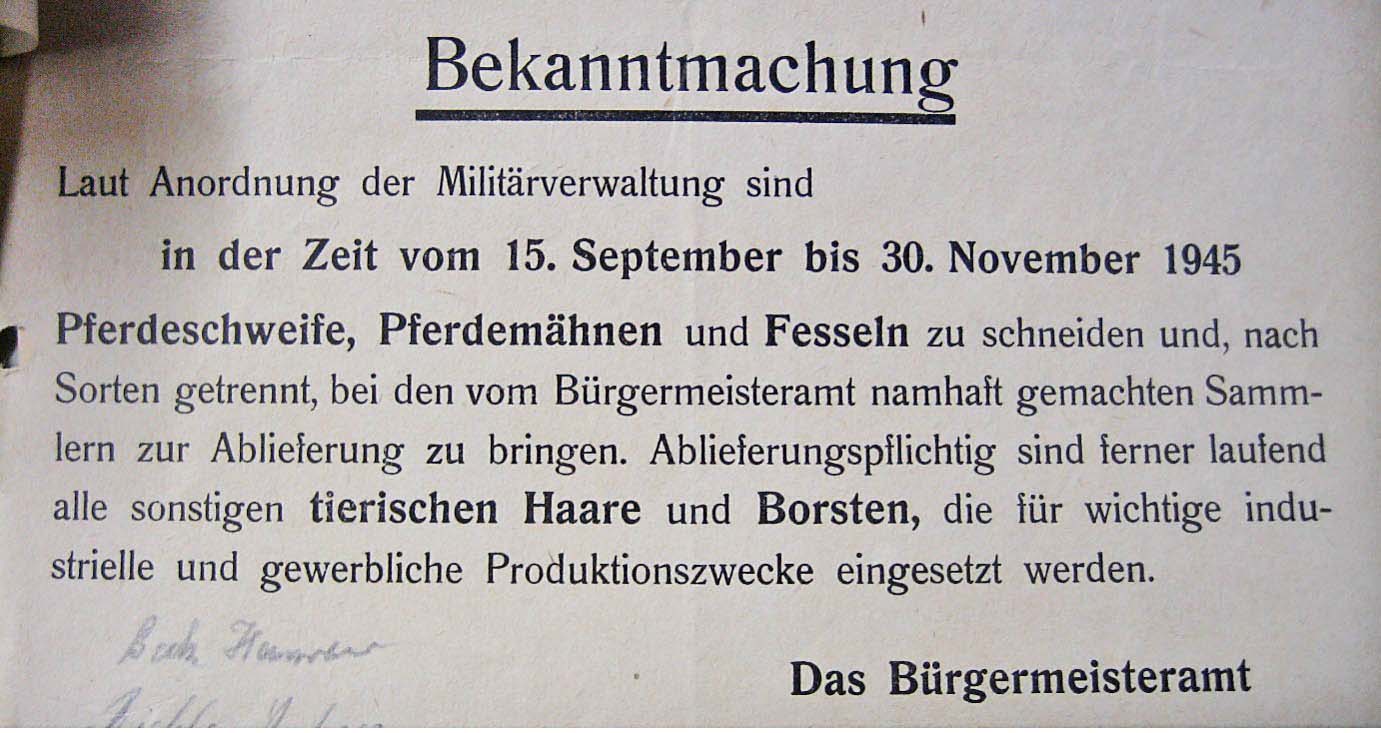 Bekanntmachung
Laut Anordnung der Militärverwaltung sind
in der Zeit vom 15. September bis 30. November 1945
Pferdeschweife, Pferdemähnen und Fesseln zu schneiden und, nach
Sorten getrennt, bei den vom Bürgermeisteramt namhaft gemachten Samm-
lern zur Ablieferung zu bringen. Ablieferungspflichtig sind ferner laufend
alle sonstigen tierischen Haare und Borsten, die für wichtige indu-
strielle und gewerbliche Produktionszwecke eingesetzt werden.
Das Bürgermeisteramt